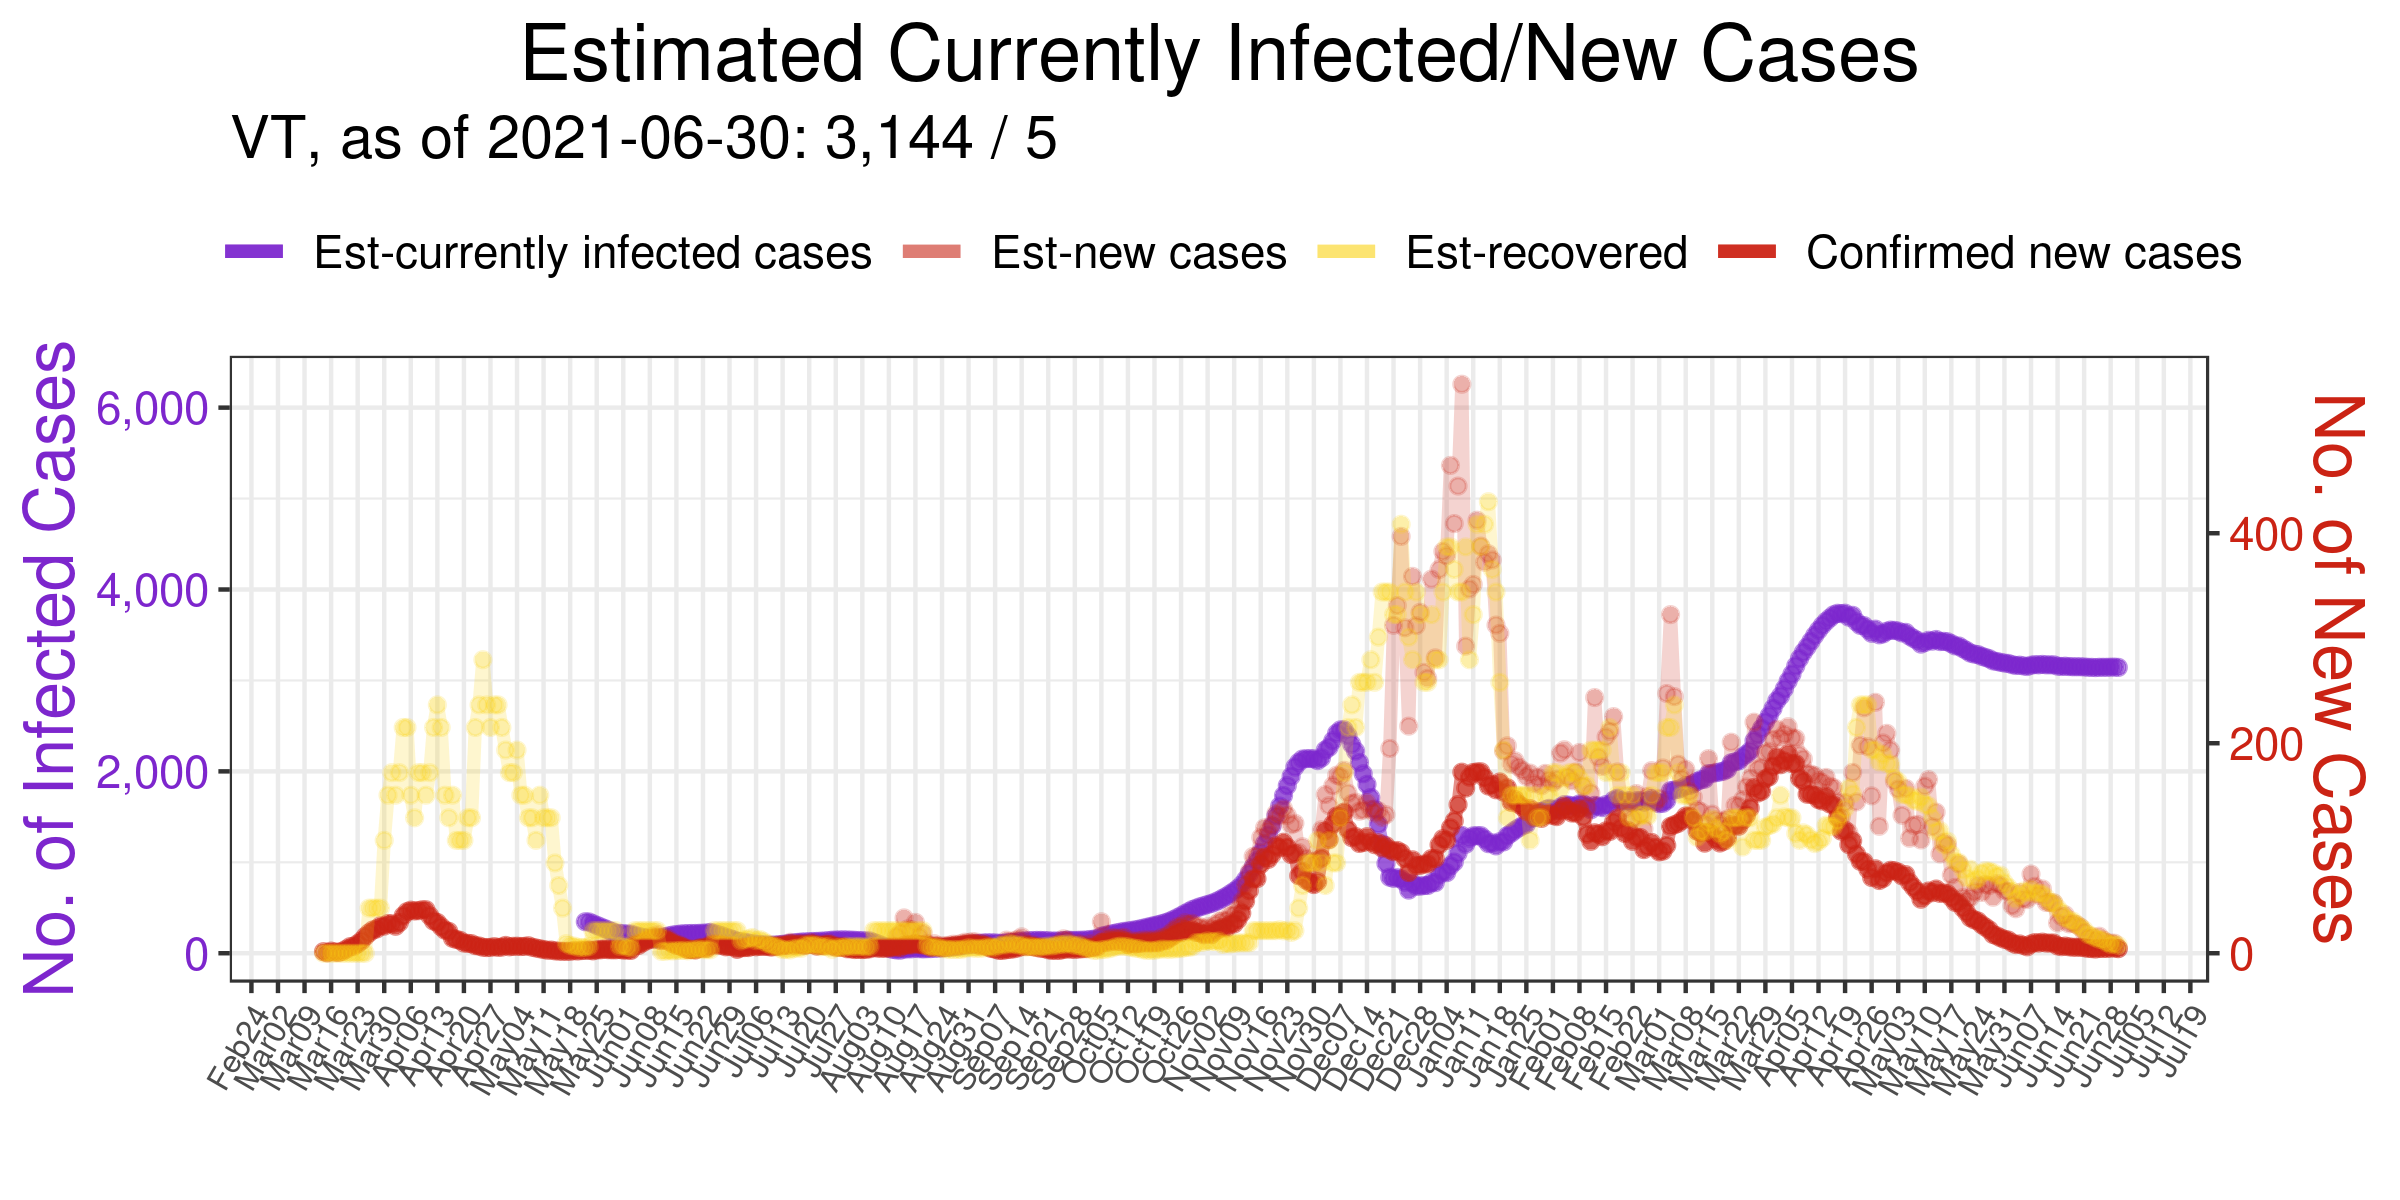 Estimated Currently Infected/New Cases
VT, as of 2021-06-30: 3,144 / 5
Est-currently infected cases Est-new cases Est-recovered Confirmed new cases
No. of Infected Cases
6,000
4,000
2,000
0
No. of New Cases
400
200
0
Feb24 Mar02 Mar09 Mar16 Mar23 Mar30 Apr06 Apr13 Apr20 Apr27 May04 May11 May18 May25 Jun01 Jun08 Jun15 Jun22 Jun29 Jul06 Jul13 Jul20 Jul27 Aug03 Aug10 Aug17 Aug24 Aug31 Sep07 Sep14 Sep21 Sep28 Oct05 Oct12 Oct19 Oct26 Nov02 Nov09 Nov16 Nov23 Nov30 Dec07 Dec14 Dec21 Dec28 Jan04 Jan11 Jan18 Jan25 Feb01 Feb08 Feb15 Feb22 Mar01 Mar08 Mar15 Mar22 Mar29 Apr05 Apr12 Apr19 Apr26 May03 May10 May17 May24 May31 Jun07 Jun14 Jun21 Jun28 Jul05 Jul12 Jul19